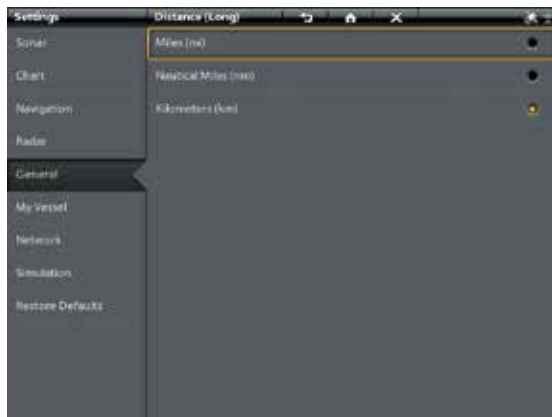 Settings
Distance (Long)
Sonar
Miles (mi)
Chart
Nautical Miles (nm)
Navigation
Kilometers (km)
Radar
General
My Vessel
Network
Simulation
Restore Defaults